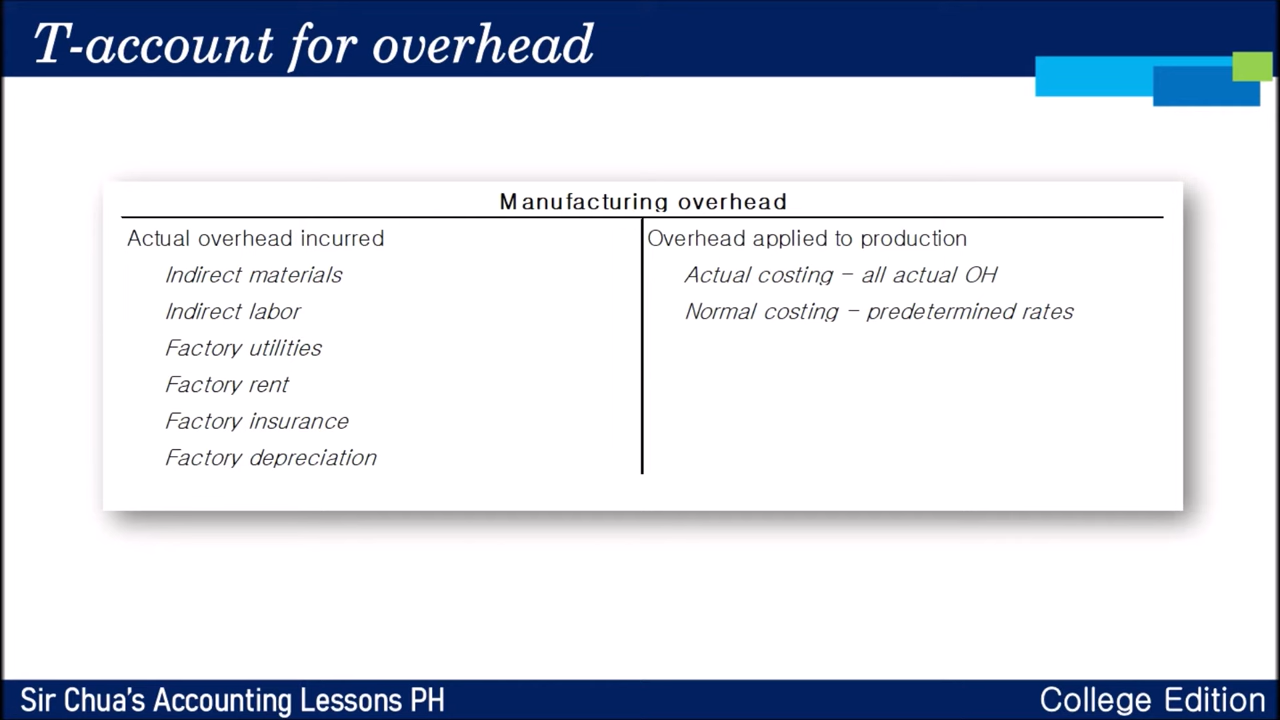 T-account for overhead
Manufacturing overhead
Actual overhead incurred
Indirect materials
Indirect labor
Factory utilities
Factory rent
Factory insurance
Factory depreciation
Overhead applied to production
Actual costing – all actual OH
Normal costing – predetermined rates
Sir Chua's Accounting Lessons PH
College Edition